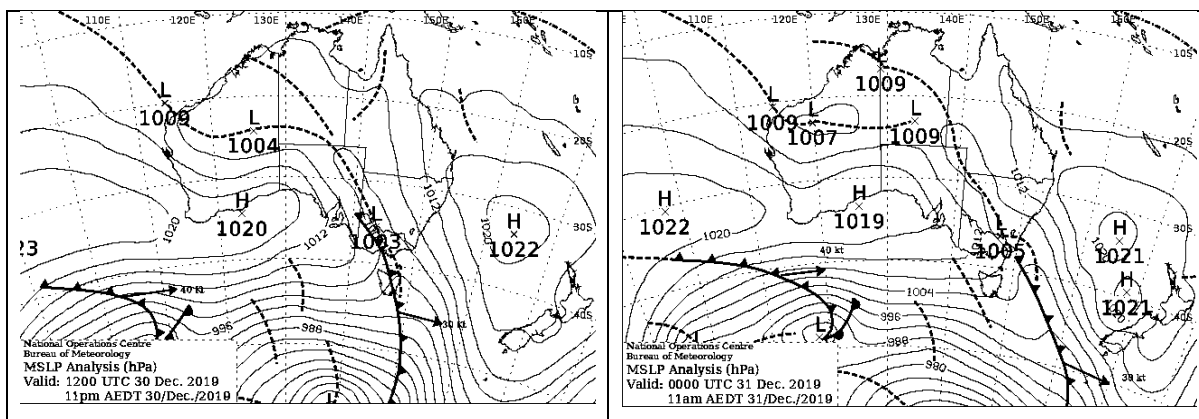 110E 120E 130E 140E 150E 160E
10S
20S
30S
40S
L
1009
L
1004
H
1020
1020
1012
1012
L
1003
H
1020
1022
23
40 kt
30 kt
996
988
L
National Operations Centre
Bureau of Meteorology
MSLP Analysis (hPa)
Valid: 1200 UTC 30 Dec. 2019
11pm AEDT 30/Dec./2019
110E 120E 130E 140E 150E 160E
10S
20S
30S
40S
L
1009
L
1009
L
1007
L
1009
1012
H
1022
1020
H
1019
L
1005
H
1021
H
1021
40 kt
1004
996
988
980
L
30 kt
National Operations Centre
Bureau of Meteorology
MSLP Analysis (hPa)
Valid: 0000 UTC 31 Dec. 2019
11am AEDT 31/Dec./2019